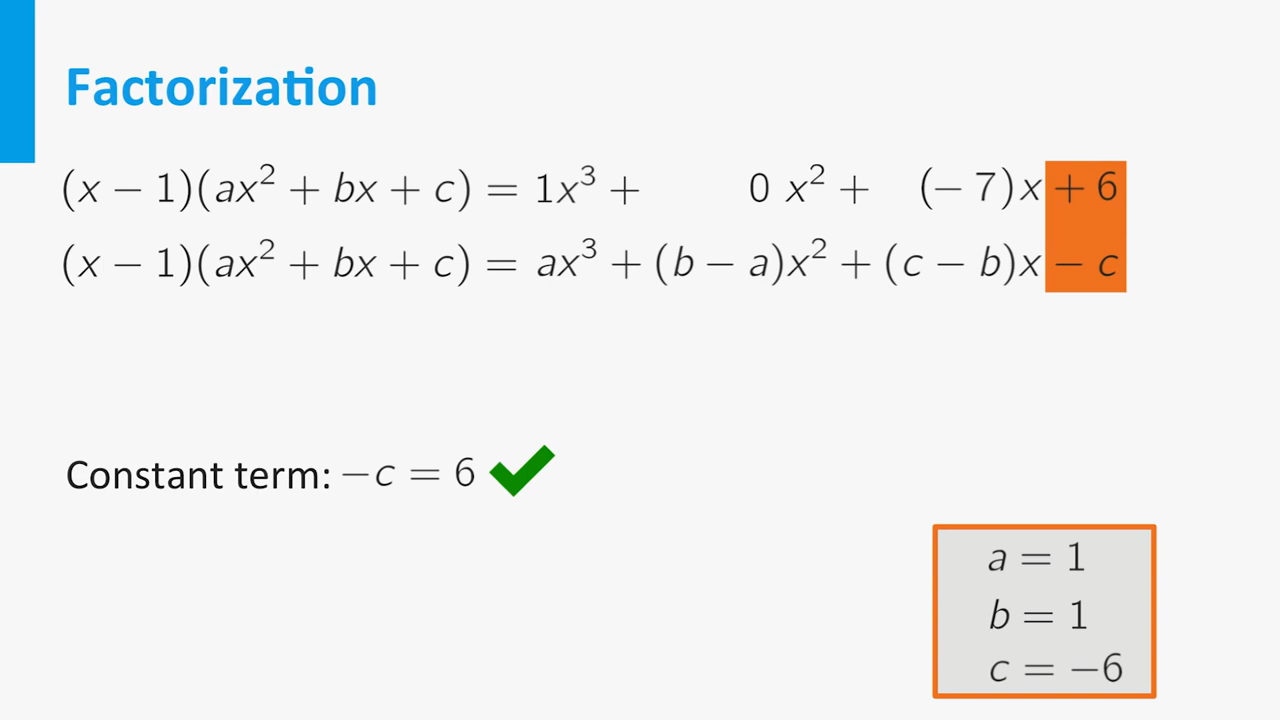 Factorization
(x − 1)(ax² + bx + c) = 1x³ + 0 x² + (− 7)x + 6
(x − 1)(ax² + bx + c) = ax³ + (b − a)x² + (c − b)x − c
Constant term: −c = 6
a = 1
b = 1
c = −6